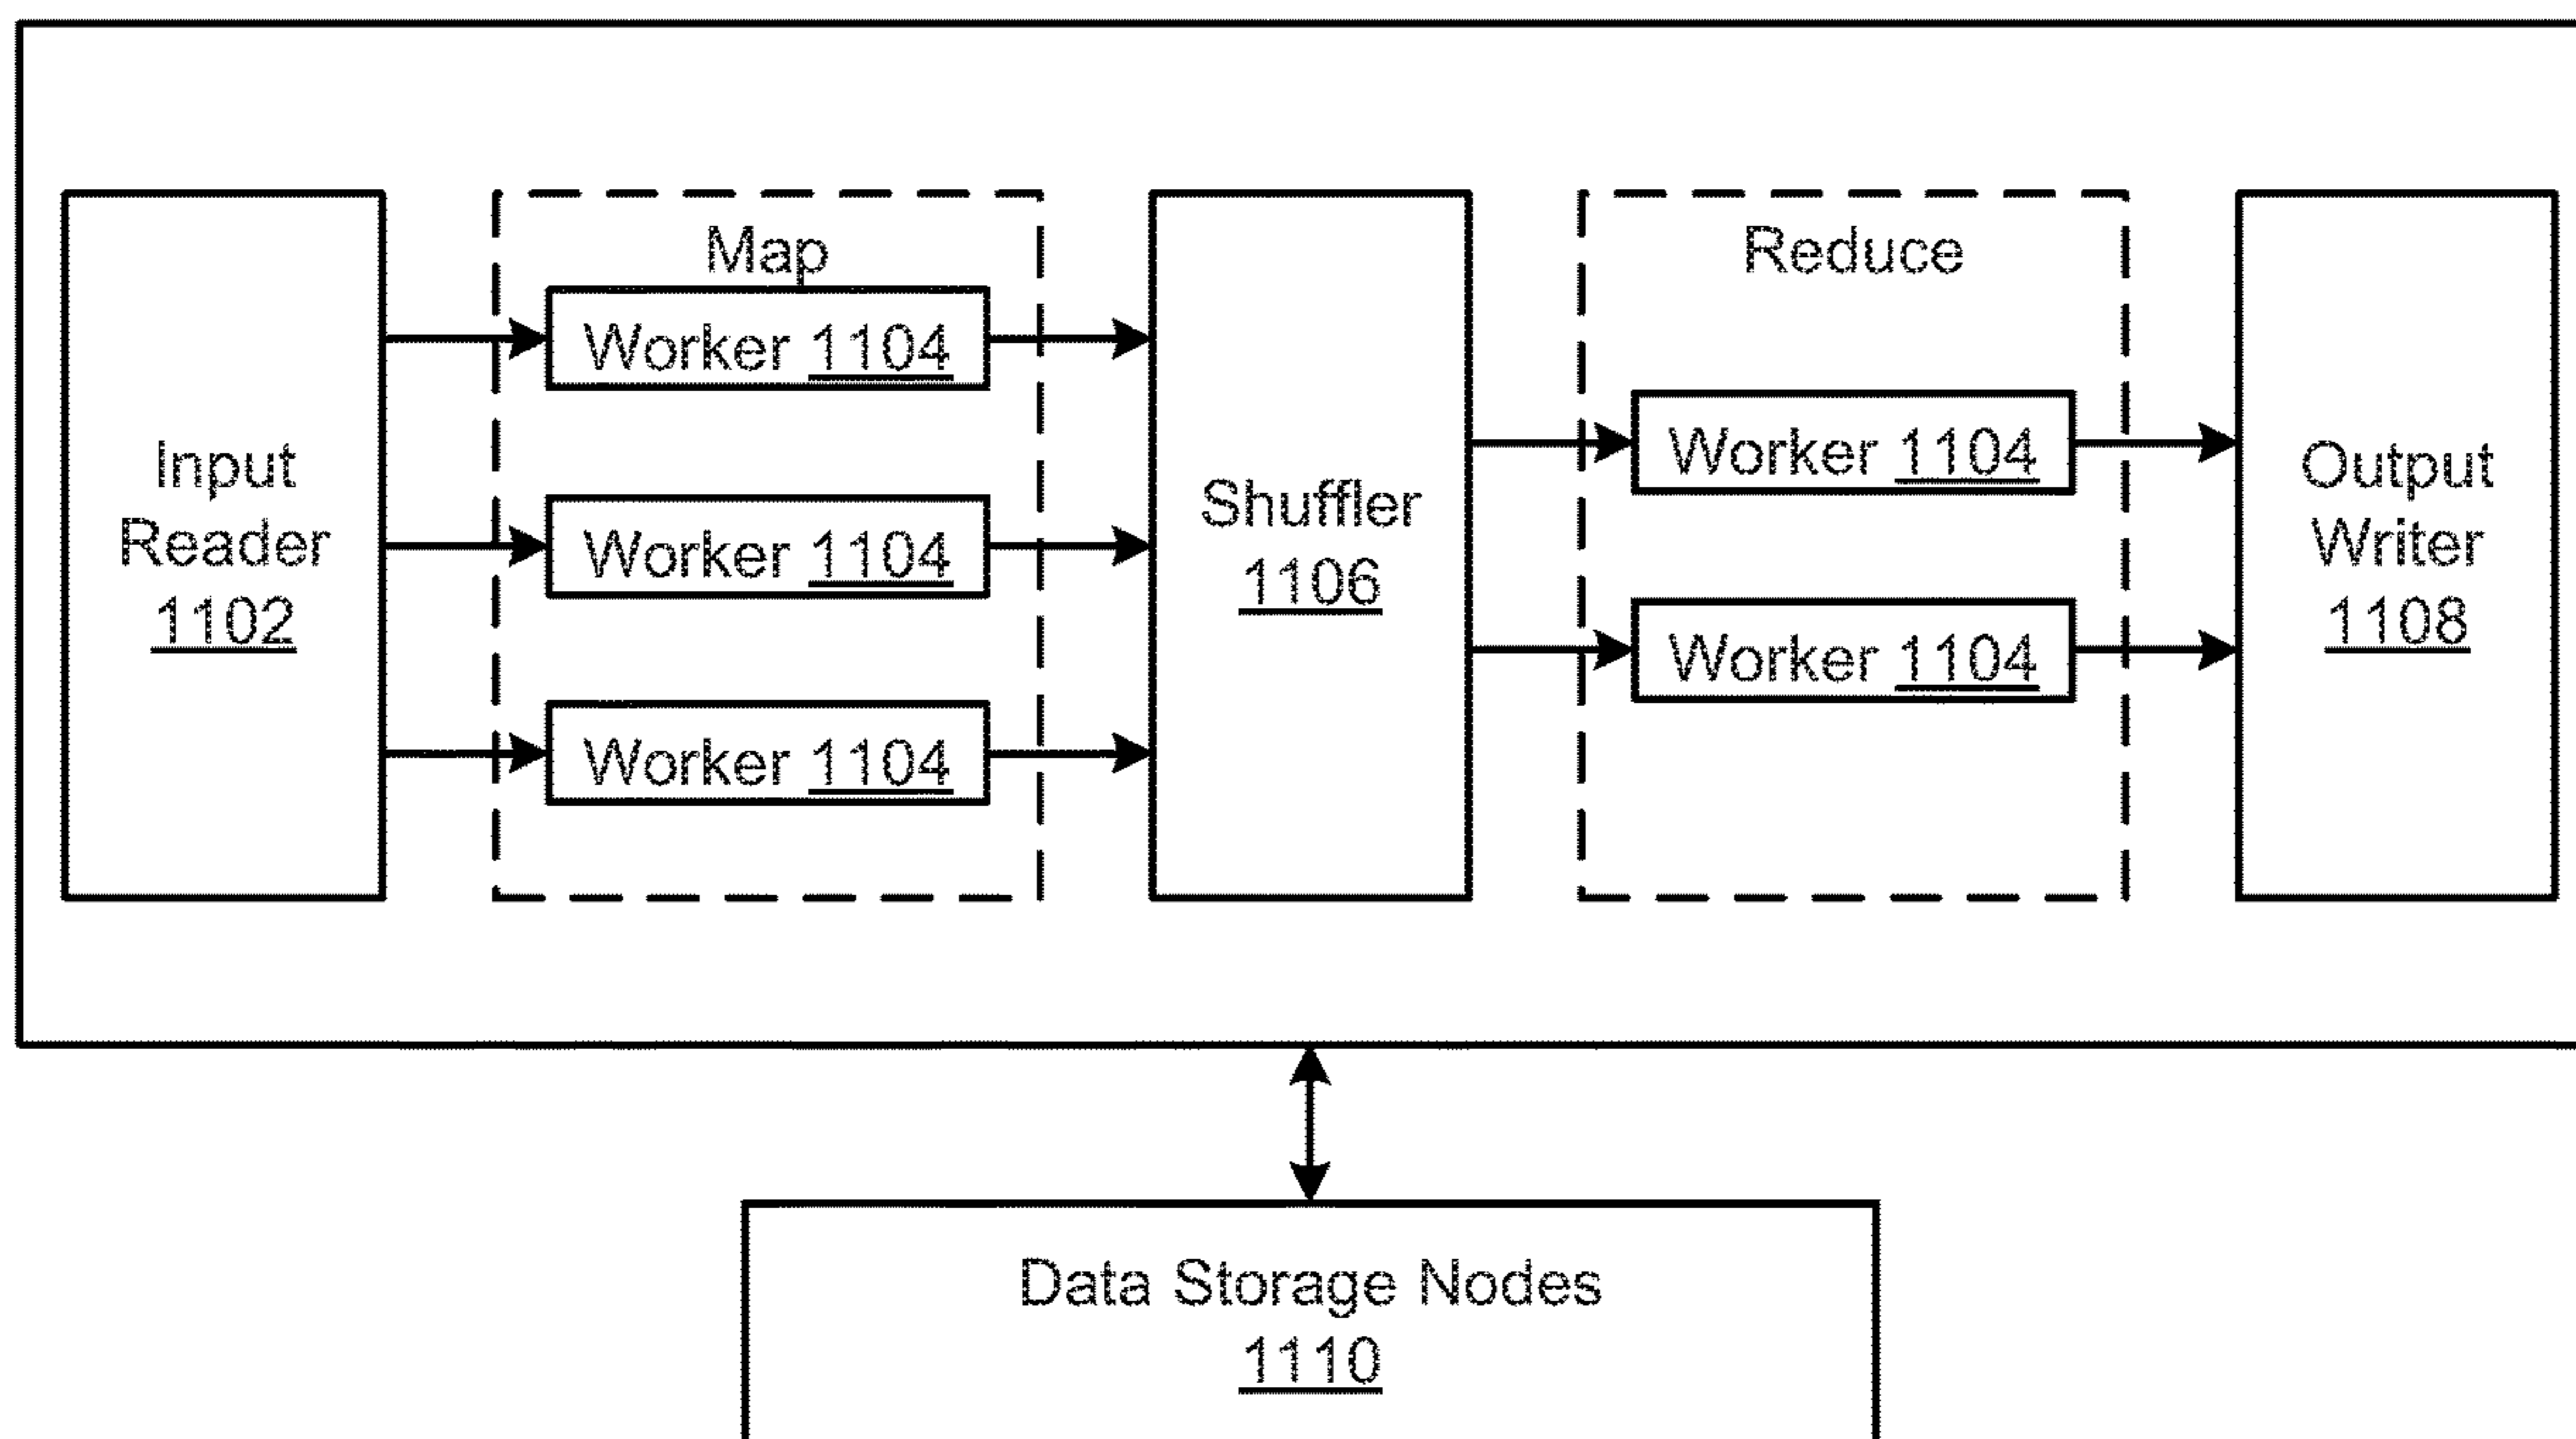 Input
Reader
1102
Map
Worker 1104
Worker 1104
Worker 1104
Shuffler
1106
Reduce
Worker 1104
Worker 1104
Output
Writer
1108
Data Storage Nodes
1110